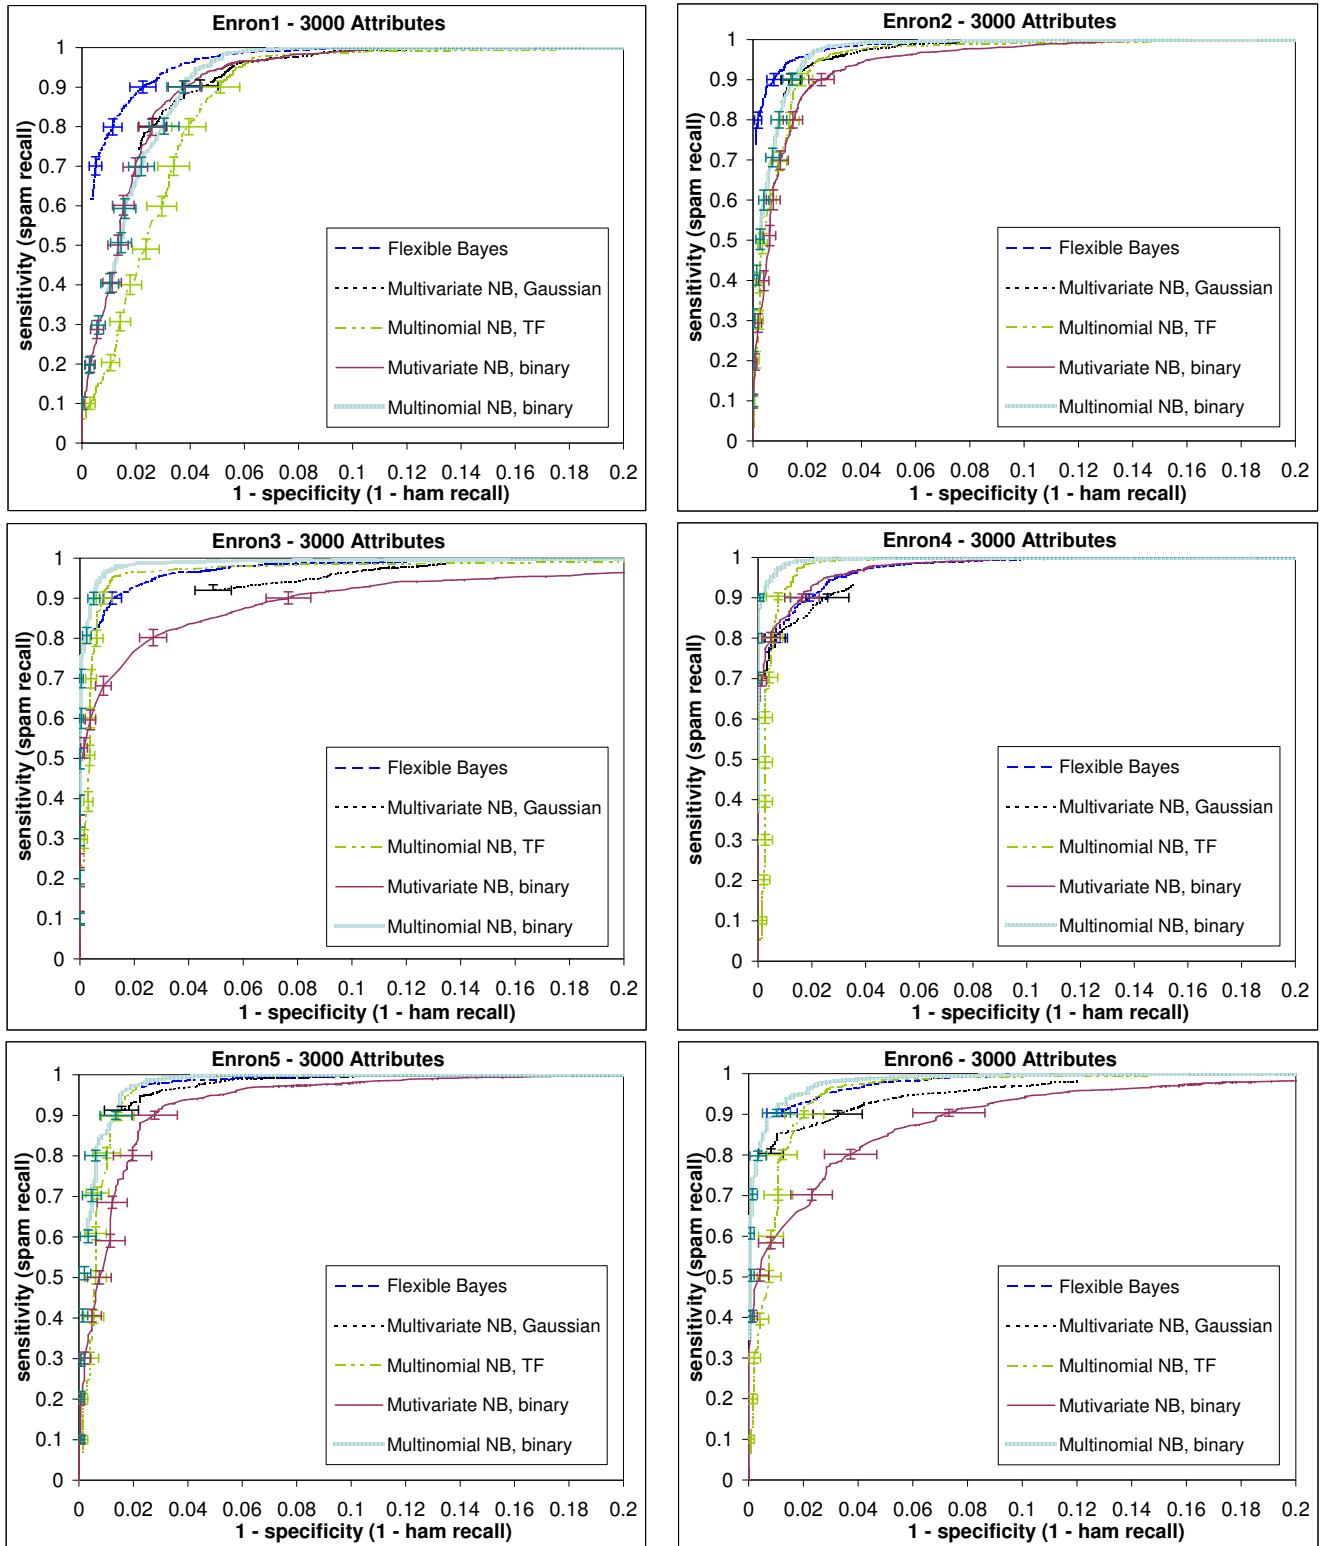 Enron1 - 3000 Attributes
sensitivity (spam recall)
1
0.9
0.8
0.7
0.6
0.5
0.4
0.3
0.2
0.1
0
Flexible Bayes
Multivariate NB, Gaussian
Multinomial NB, TF
Mutivariate NB, binary
Multinomial NB, binary
0 0.02 0.04 0.06 0.08 0.1 0.12 0.14 0.16 0.18 0.2
1 - specificity (1 - ham recall)
Enron2 - 3000 Attributes
sensitivity (spam recall)
1
0.9
0.8
0.7
0.6
0.5
0.4
0.3
0.2
0.1
0
Flexible Bayes
Multivariate NB, Gaussian
Multinomial NB, TF
Mutivariate NB, binary
Multinomial NB, binary
0 0.02 0.04 0.06 0.08 0.1 0.12 0.14 0.16 0.18 0.2
1 - specificity (1 - ham recall)
Enron3 - 3000 Attributes
sensitivity (spam recall)
1
0.9
0.8
0.7
0.6
0.5
0.4
0.3
0.2
0.1
0
Flexible Bayes
Multivariate NB, Gaussian
Multinomial NB, TF
Mutivariate NB, binary
Multinomial NB, binary
0 0.02 0.04 0.06 0.08 0.1 0.12 0.14 0.16 0.18 0.2
1 - specificity (1 - ham recall)
Enron4 - 3000 Attributes
sensitivity (spam recall)
1
0.9
0.8
0.7
0.6
0.5
0.4
0.3
0.2
0.1
0
Flexible Bayes
Multivariate NB, Gaussian
Multinomial NB, TF
Mutivariate NB, binary
Multinomial NB, binary
0 0.02 0.04 0.06 0.08 0.1 0.12 0.14 0.16 0.18 0.2
1 - specificity (1 - ham recall)
Enron5 - 3000 Attributes
sensitivity (spam recall)
1
0.9
0.8
0.7
0.6
0.5
0.4
0.3
0.2
0.1
0
Flexible Bayes
Multivariate NB, Gaussian
Multinomial NB, TF
Mutivariate NB, binary
Multinomial NB, binary
0 0.02 0.04 0.06 0.08 0.1 0.12 0.14 0.16 0.18 0.2
1 - specificity (1 - ham recall)
Enron6 - 3000 Attributes
sensitivity (spam recall)
1
0.9
0.8
0.7
0.6
0.5
0.4
0.3
0.2
0.1
0
Flexible Bayes
Multivariate NB, Gaussian
Multinomial NB, TF
Mutivariate NB, binary
Multinomial NB, binary
0 0.02 0.04 0.06 0.08 0.1 0.12 0.14 0.16 0.18 0.2
1 - specificity (1 - ham recall)